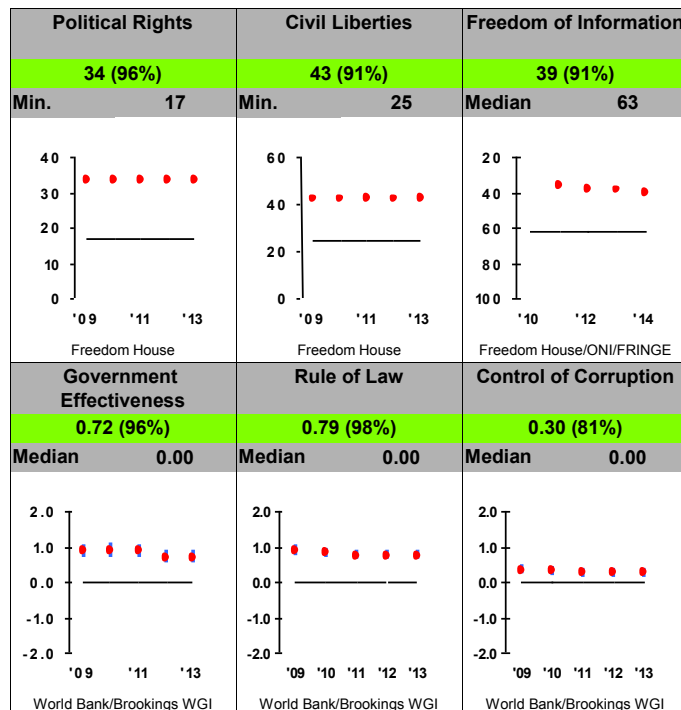 Political Rights
34 (96%)
Min. 17
40
30
20
10
0
'09 '11 '13
Freedom House
Civil Liberties
43 (91%)
Min. 25
60
40
20
0
'09 '11 '13
Freedom House
Freedom of Information
39 (91%)
Median 63
20
40
60
80
100
'10 '12 '14
Freedom House/ONI/FRINGE
Government
Effectiveness
0.72 (96%)
Median 0.00
2.0
1.0
0.0
-1.0
-2.0
'09 '11 '13
World Bank/Brookings WGI
Rule of Law
0.79 (98%)
Median 0.00
2.0
1.0
0.0
-1.0
-2.0
'09 '10 '11 '12 '13
World Bank/Brookings WGI
Control of Corruption
0.30 (81%)
Median 0.00
2.0
1.0
0.0
-1.0
-2.0
'09 '10 '11 '12 '13
World Bank/Brookings WGI